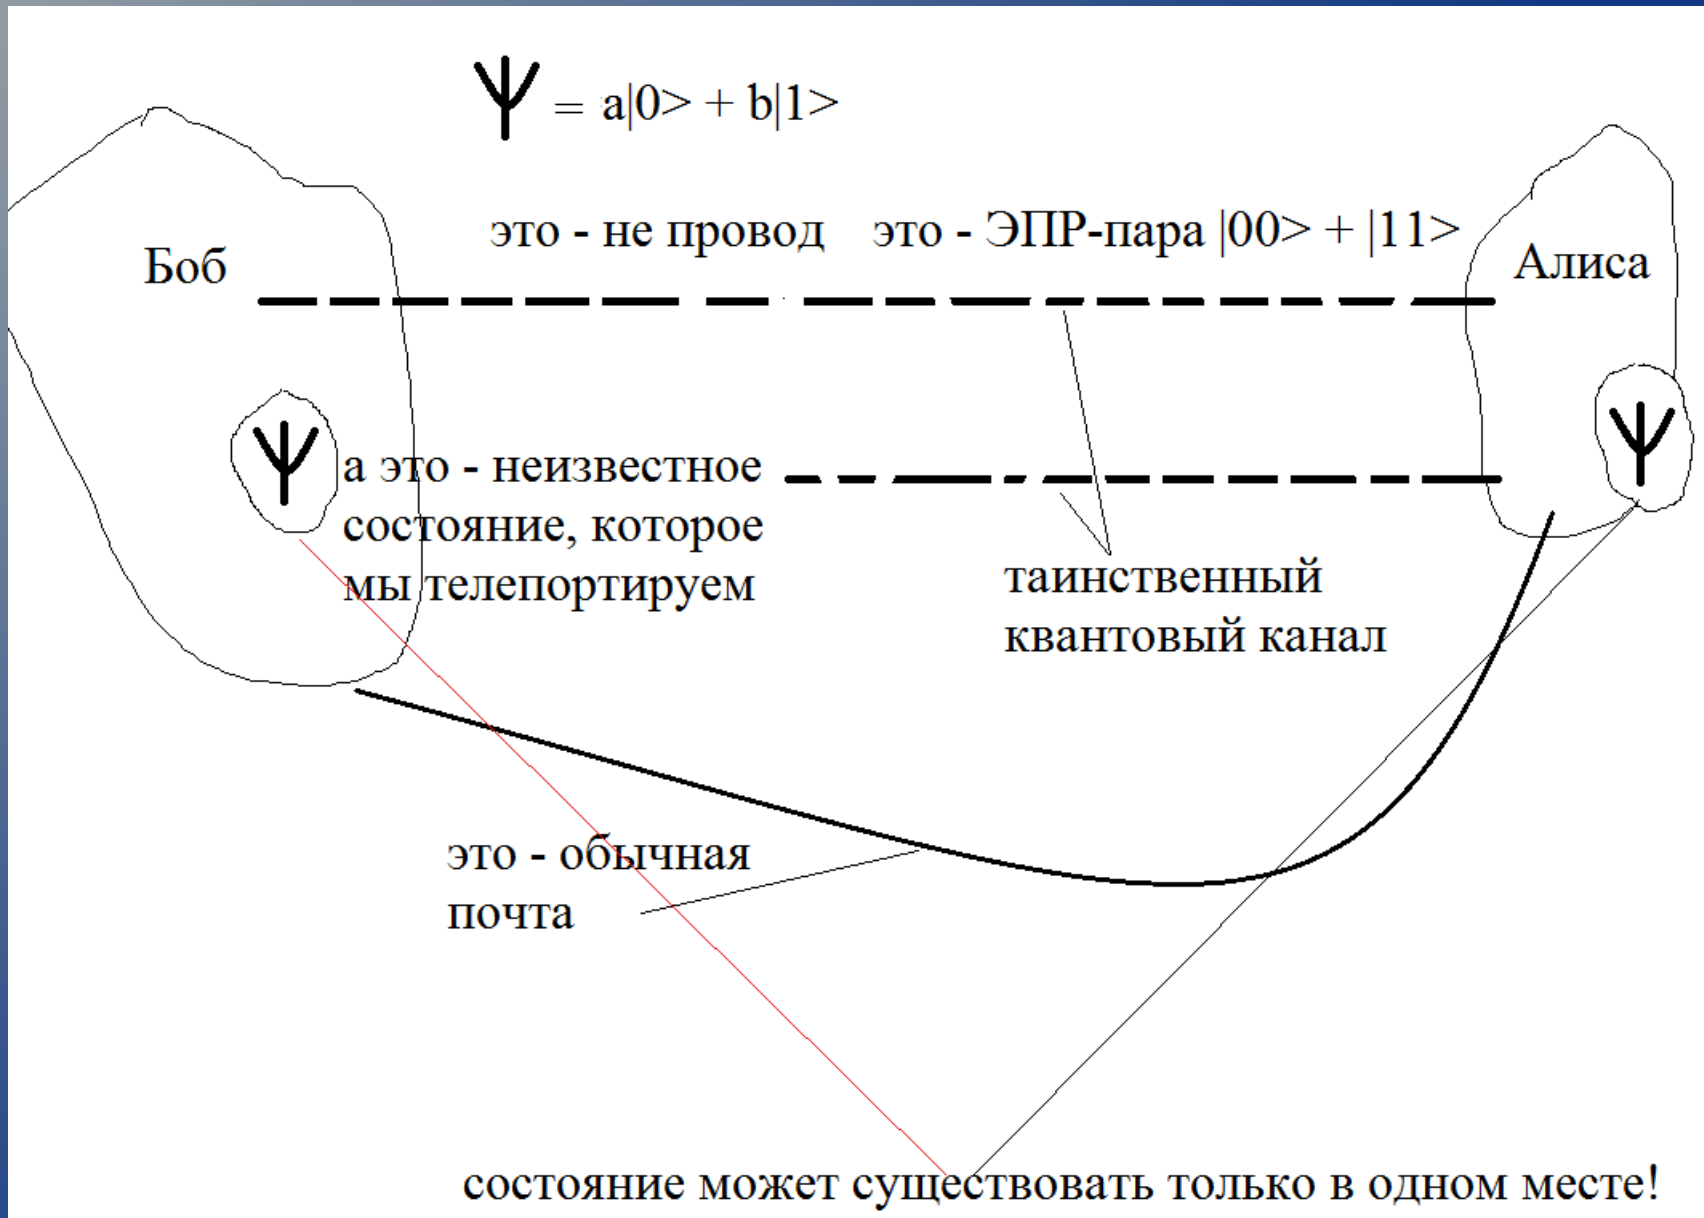 Ψ = a|0> + b|1>
это - не провод это - ЭПР-пара |00> + |11>
Боб
Алиса
Ψ
Ψ
а это - неизвестное
состояние, которое
мы телепортируем
таинственный
квантовый канал
это - обычная
почта
состояние может существовать только в одном месте!